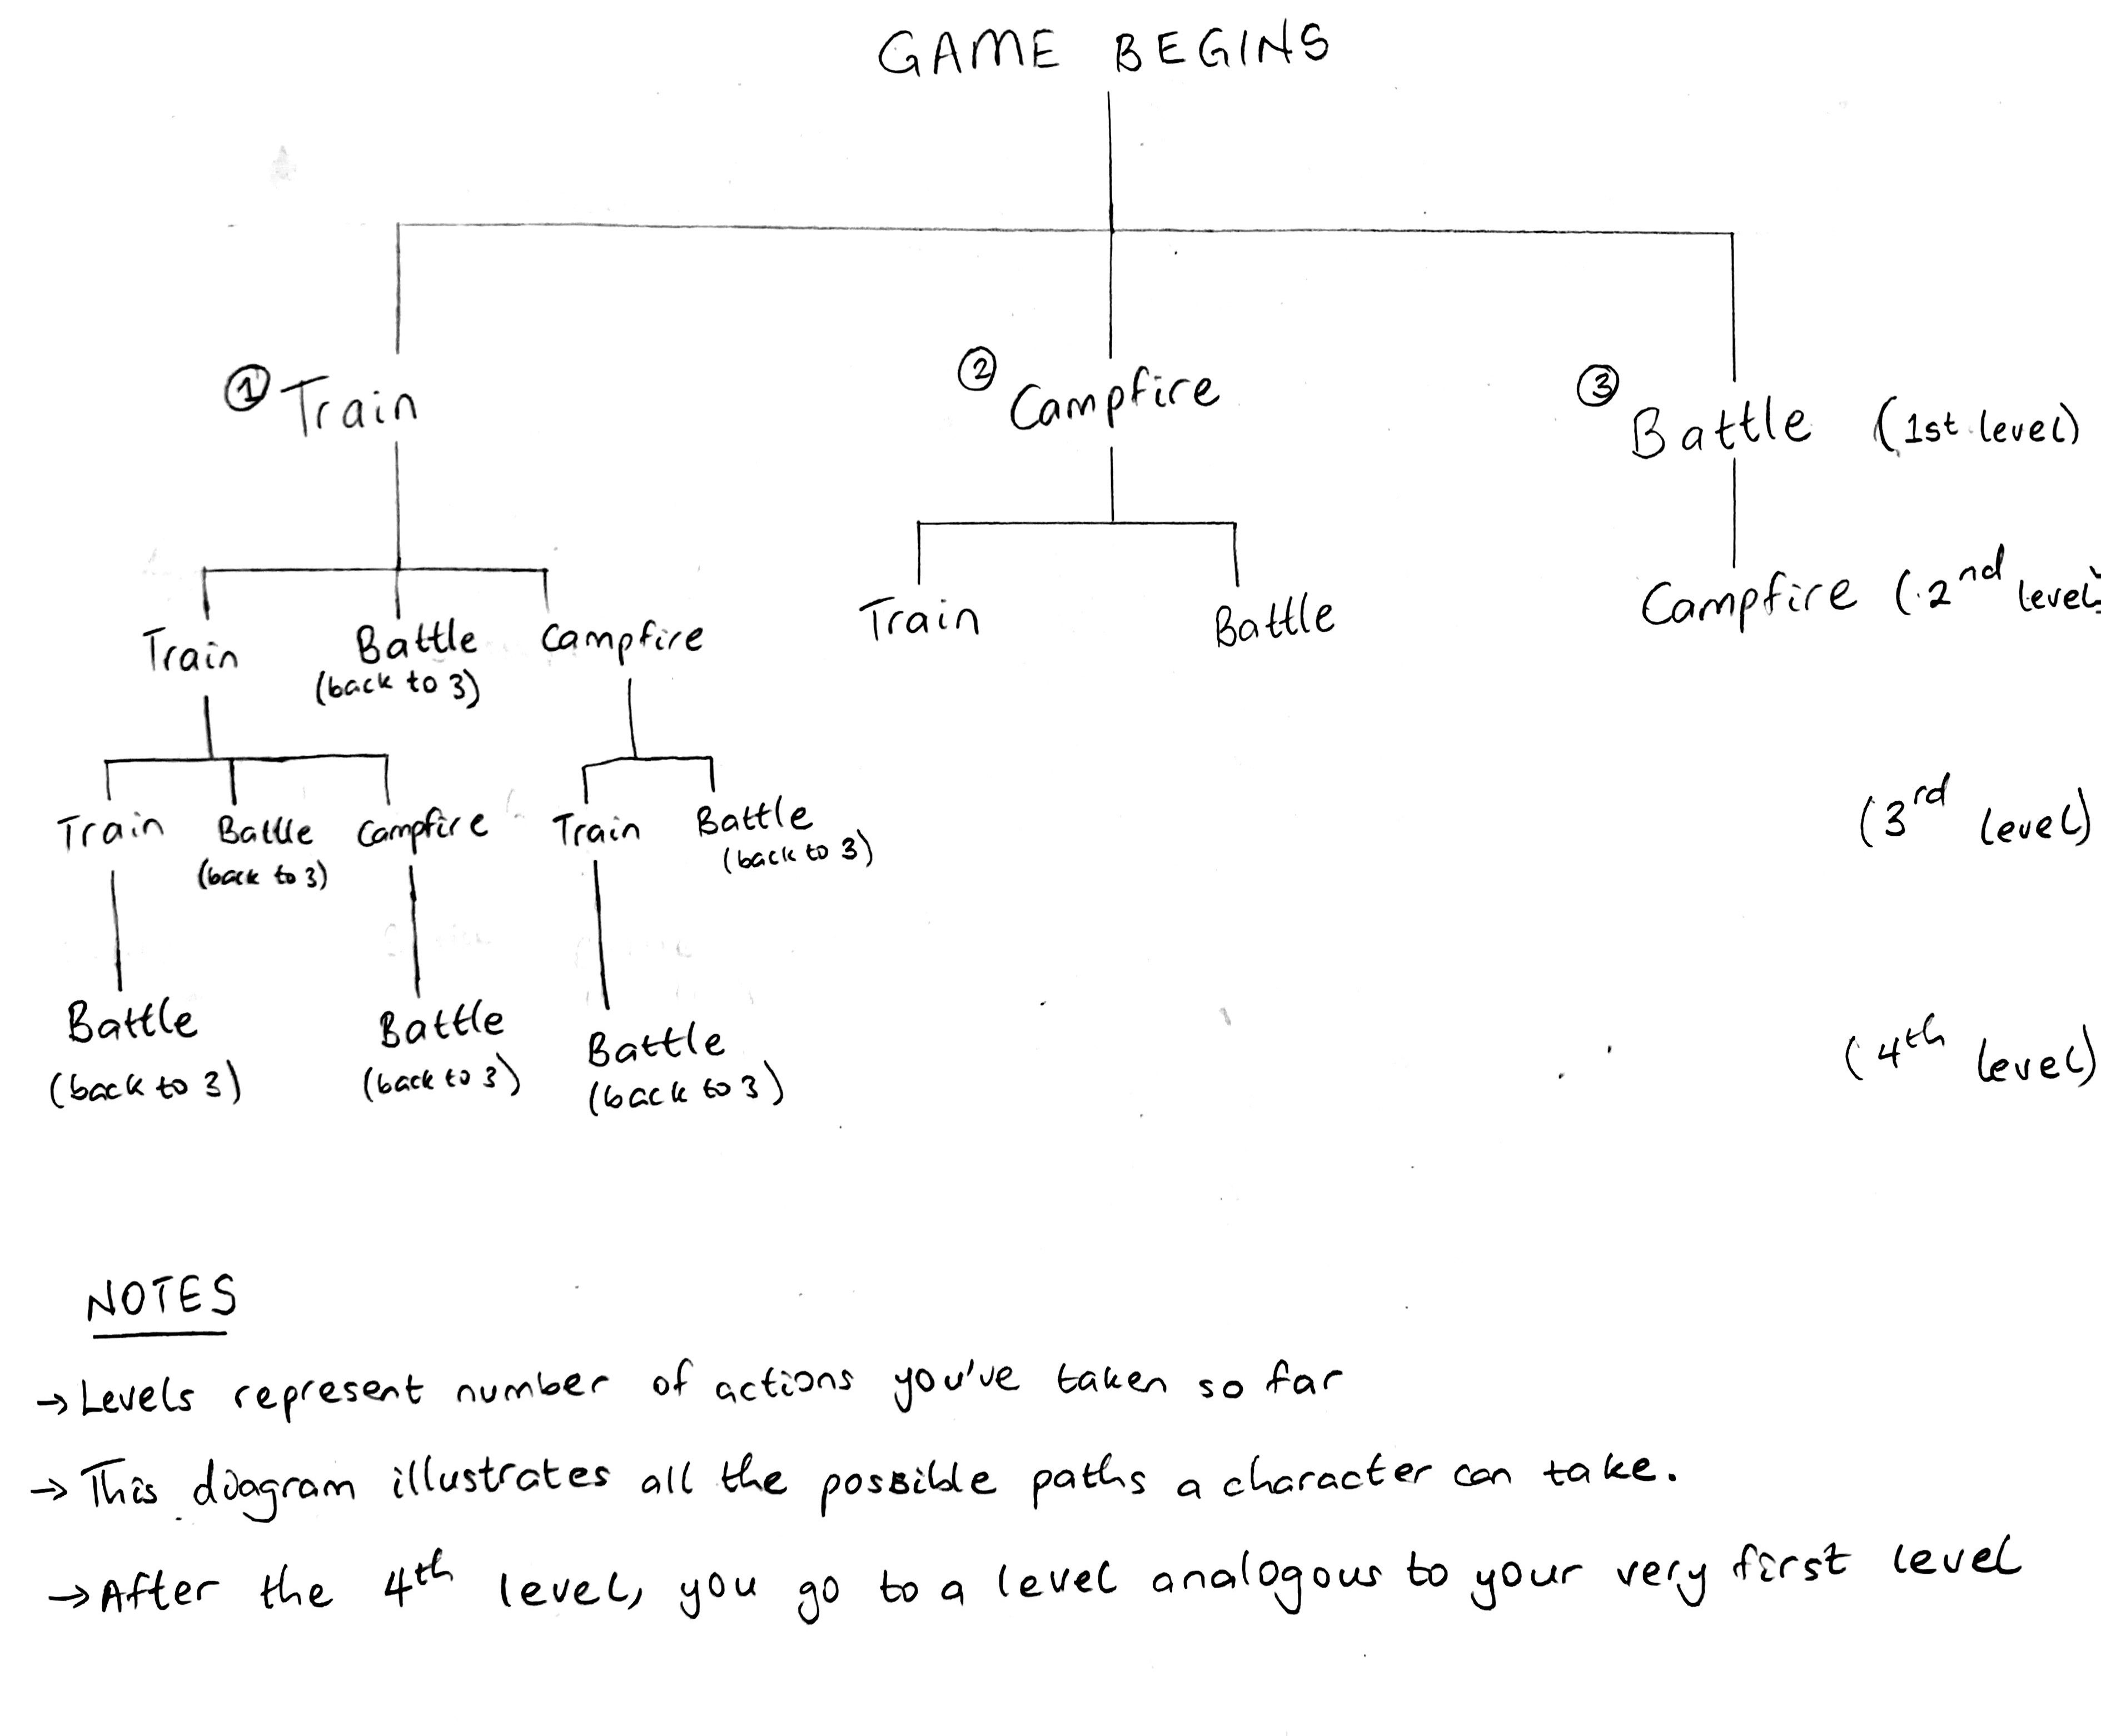 GAME BEGINS
① Train
② Campfire
③ Battle (1st level)
Train
Battle
(back to 3)
Campfire
Train
Battle
Campfire (2nd level)
Train
Battle
(back to 3)
Campfire
Train
Battle
(back to 3)
(3rd level)
Battle
(back to 3)
Battle
(back to 3)
Battle
(back to 3)
(4th level)
NOTES
→ Levels represent number of actions you've taken so far
→ This diagram illustrates all the possible paths a character can take.
→ After the 4th level, you go to a level analogous to your very first level